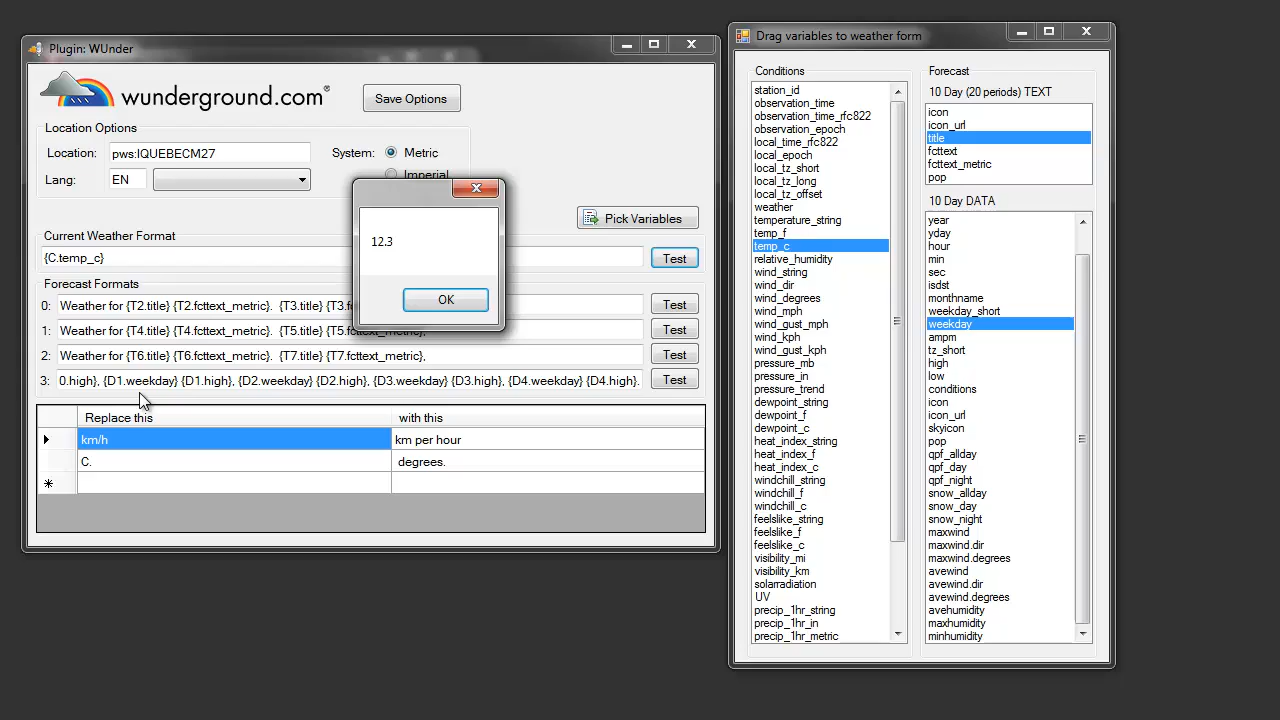 Plugin: WUnder
wunderground.com®
Save Options
Location Options
Location: pws:IQUEBECM27
System: Metric
Imperial
Lang: EN
Pick Variables
Current Weather Format
{C.temp_c}
Test
Forecast Formats
0: Weather for {T2.title} {T2.fcttext_metric}. {T3.title} {T3.f
Test
1: Weather for {T4.title} {T4.fcttext_metric}. {T5.title} {T5.fcttext_metric},
Test
2: Weather for {T6.title} {T6.fcttext_metric}. {T7.title} {T7.fcttext_metric},
Test
3: 0.high}, {D1.weekday} {D1.high}, {D2.weekday} {D2.high}, {D3.weekday} {D3.high}, {D4.weekday} {D4.high}.
Test
Replace this
with this
km/h
km per hour
C.
degrees.
12.3
OK
Drag variables to weather form
Conditions
station_id
observation_time
observation_time_rfc822
observation_epoch
local_time_rfc822
local_epoch
local_tz_short
local_tz_long
local_tz_offset
weather
temperature_string
temp_f
temp_c
relative_humidity
wind_string
wind_dir
wind_degrees
wind_mph
wind_gust_mph
wind_kph
wind_gust_kph
pressure_mb
pressure_in
pressure_trend
dewpoint_string
dewpoint_f
dewpoint_c
heat_index_string
heat_index_f
heat_index_c
windchill_string
windchill_f
windchill_c
feelslike_string
feelslike_f
feelslike_c
visibility_mi
visibility_km
solarradiation
UV
precip_1hr_string
precip_1hr_in
precip_1hr_metric
Forecast
10 Day (20 periods) TEXT
icon
icon_url
title
fcttext
fcttext_metric
pop
10 Day DATA
year
yday
hour
min
sec
isdst
monthname
weekday_short
weekday
ampm
tz_short
high
low
conditions
icon
icon_url
skyicon
pop
qpf_allday
qpf_day
qpf_night
snow_allday
snow_day
snow_night
maxwind
maxwind.dir
maxwind.degrees
avewind
avewind.dir
avewind.degrees
avehumidity
maxhumidity
minhumidity